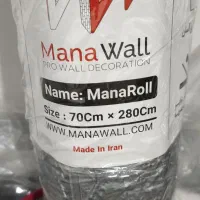 Mana Wall
PRO.WALL DECORATION
Name: ManaRoll
Size : 70Cm × 280Cm
WWW.MANAWALL.COM
Made In Iran